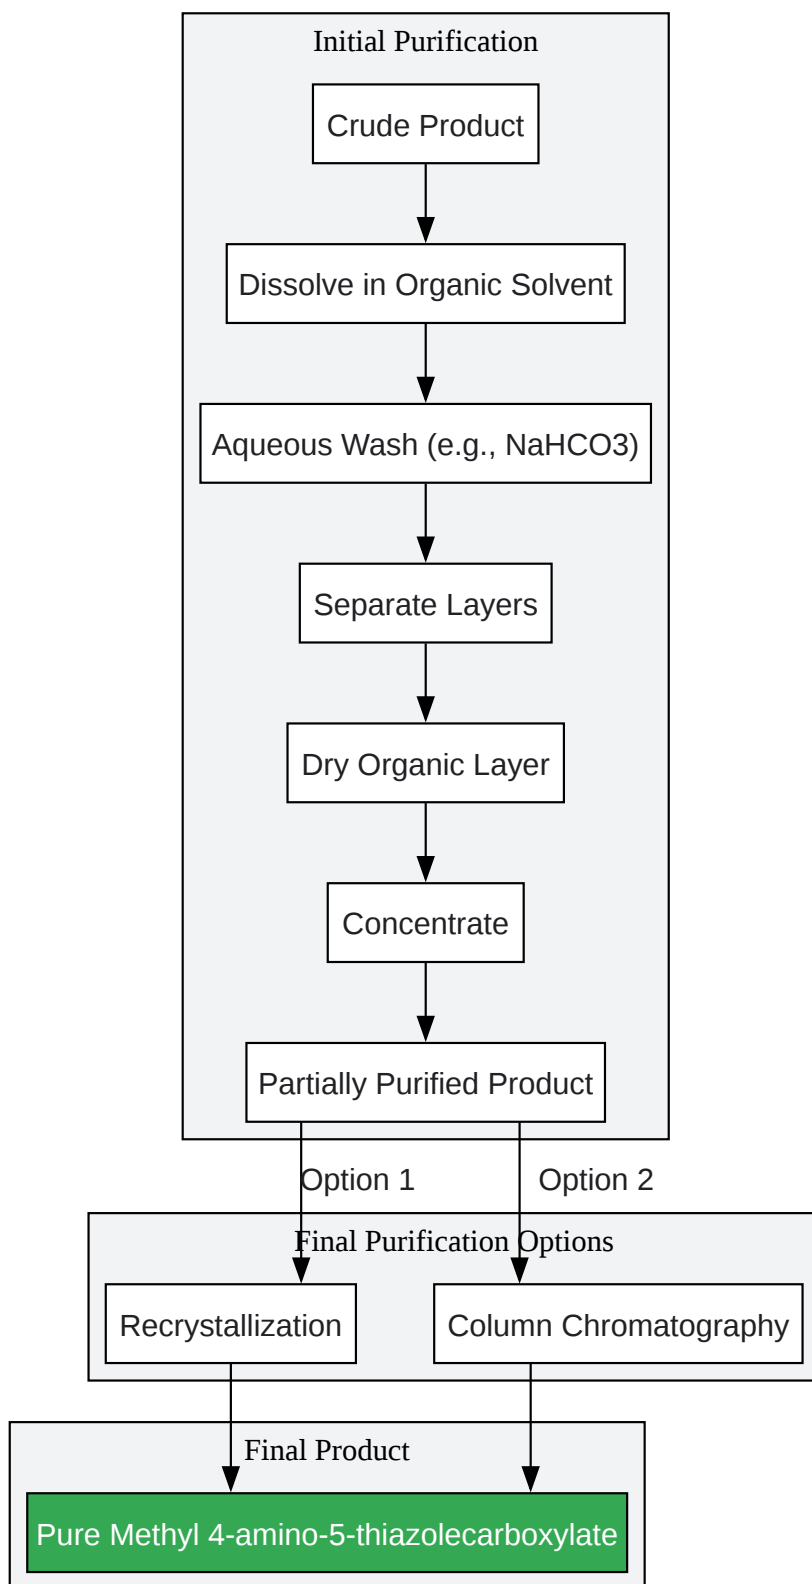 Initial Purification
Crude Product
Dissolve in Organic Solvent
Aqueous Wash (e.g., NaHCO3)
Separate Layers
Dry Organic Layer
Concentrate
Partially Purified Product
Option 1
Option 2
Final Purification Options
Recrystallization
Column Chromatography
Final Product
Pure Methyl 4-amino-5-thiazolecarboxylate